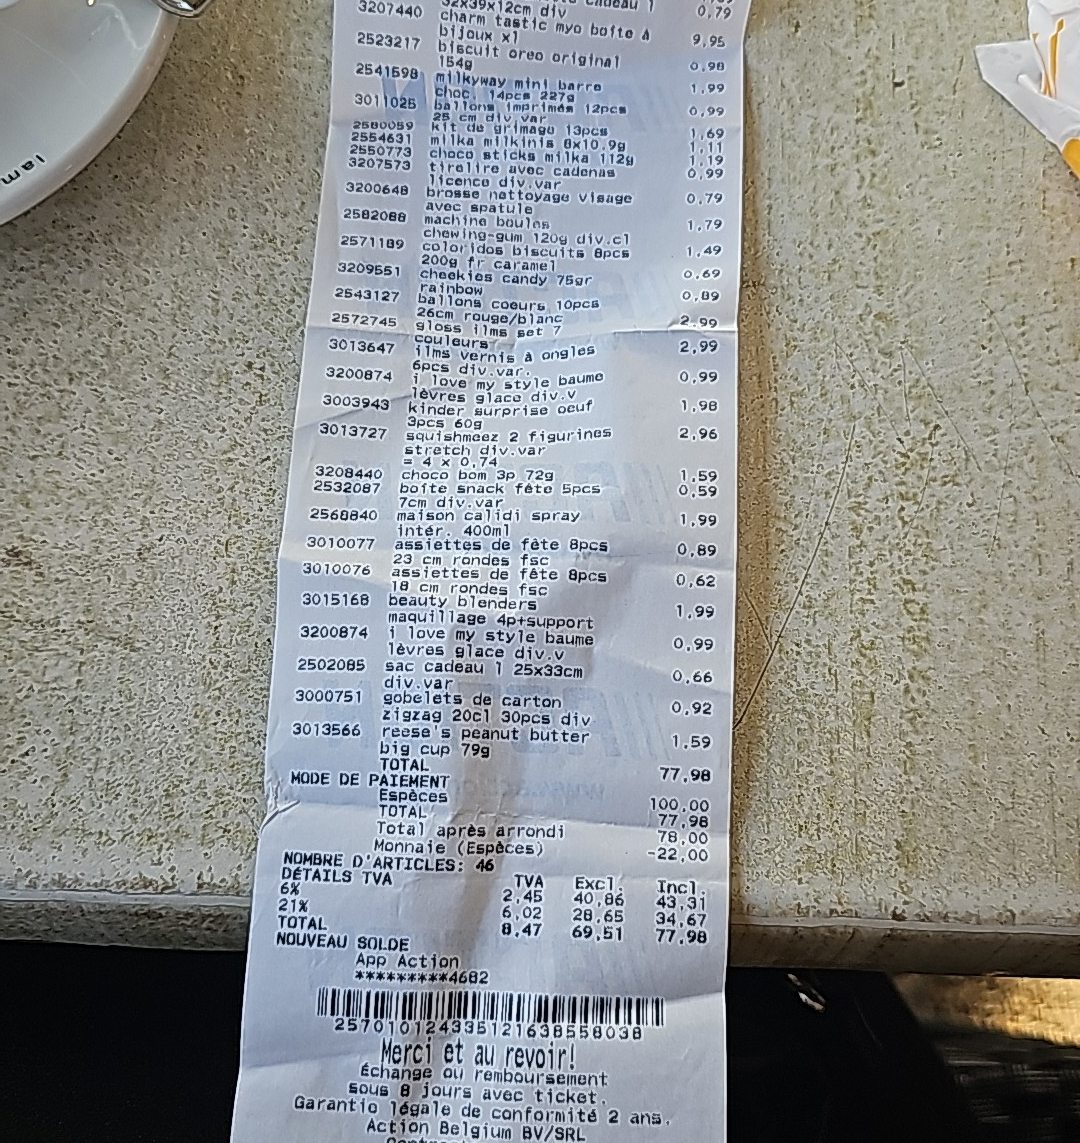 cadeau 1
32x39x12cm div 0,79
3207440 charm tastic myo boîte à
bijoux x1 9,95
2523217 biscuit oreo original
154g 0,98
2541598 milkyway mini barre
choc. 14pcs 227g 1,99
3011025 ballons imprimés 12pcs
25 cm div.var 0,99
2580059 kit de grimage 13pcs 1,69
2554631 milka milkinis 8x10.9g 1,11
2550773 choco sticks milka 112g 1,19
3207573 tirelire avec cadenas 0,99
licence div.var
3200648 brosse nettoyage visage 0,79
avec spatule
2582088 machine boules 1,79
chewing-gum 120g div.cl
2571189 coloridos biscuits 8pcs 1,49
200g fr caramel
3209551 cheekies candy 75gr 0,69
rainbow
2543127 ballons coeurs 10pcs 0,89
26cm rouge/blanc
2572745 gloss ilms set 7 2,99
couleurs
3013647 ilms vernis à ongles 2,99
6pcs div.var.
3200874 i love my style baume 0,99
lèvres glace div.v
3003943 kinder surprise oeuf 1,98
3pcs 60g
3013727 squishmeez 2 figurines 2,96
stretch div.var
= 4 x 0,74
3208440 choco bom 3p 72g 1,59
2532087 boîte snack fête 5pcs 0,59
7cm div.var
2568840 maison calidi spray 1,99
intér. 400ml
3010077 assiettes de fête 8pcs 0,89
23 cm rondes fsc
3010076 assiettes de fête 8pcs 0,62
18 cm rondes fsc
3015168 beauty blenders 1,99
maquillage 4p+support
3200874 i love my style baume 0,99
lèvres glace div.v
2502085 sac cadeau 1 25x33cm 0,66
div.var
3000751 gobelets de carton 0,92
zigzag 20cl 30pcs div
3013566 reese's peanut butter 1,59
big cup 79g
TOTAL 77,98
MODE DE PAIEMENT
Espèces 100,00
TOTAL 77,98
Total après arrondi 78,00
Monnaie (Espèces) -22,00
NOMBRE D'ARTICLES: 46
DÉTAILS TVA TVA Excl. Incl.
6% 2,45 40,86 43,31
21% 6,02 28,65 34,67
TOTAL 8,47 69,51 77,98
NOUVEAU SOLDE
App Action
*********4682
2570101243351216385580​38
Merci et au revoir!
Échange ou remboursement
sous 8 jours avec ticket.
Garantie légale de conformité 2 ans.
Action Belgium BV/SRL
I am